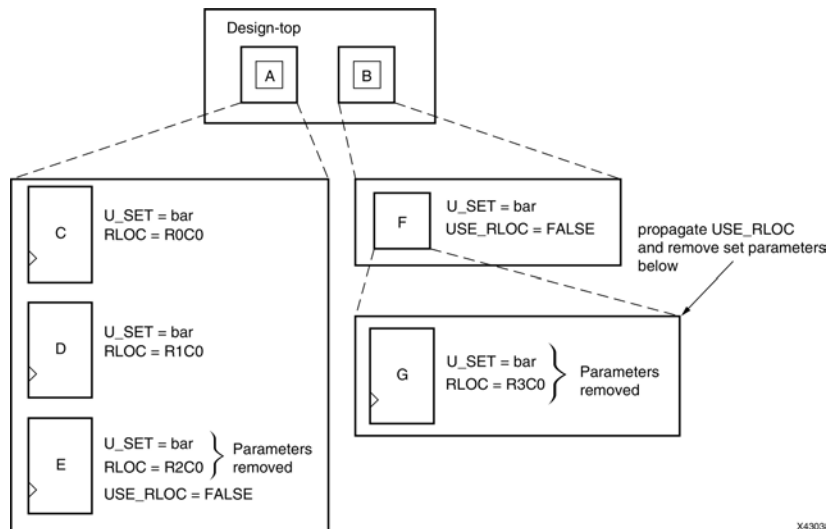 Design-top
A
B
C
U_SET = bar
RLOC = R0C0
D
U_SET = bar
RLOC = R1C0
E
U_SET = bar
RLOC = R2C0
USE_RLOC = FALSE
Parameters
removed
F
U_SET = bar
USE_RLOC = FALSE
propagate USE_RLOC
and remove set parameters
below
G
U_SET = bar
RLOC = R3C0
Parameters
removed